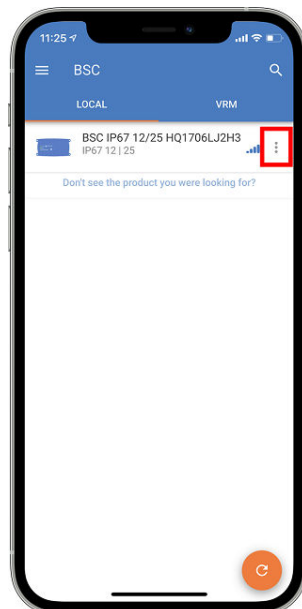 11:25
BSC
LOCAL
VRM
BSC IP67 12/25 HQ1706LJ2H3
IP67 12 | 25
Don't see the product you were looking for?